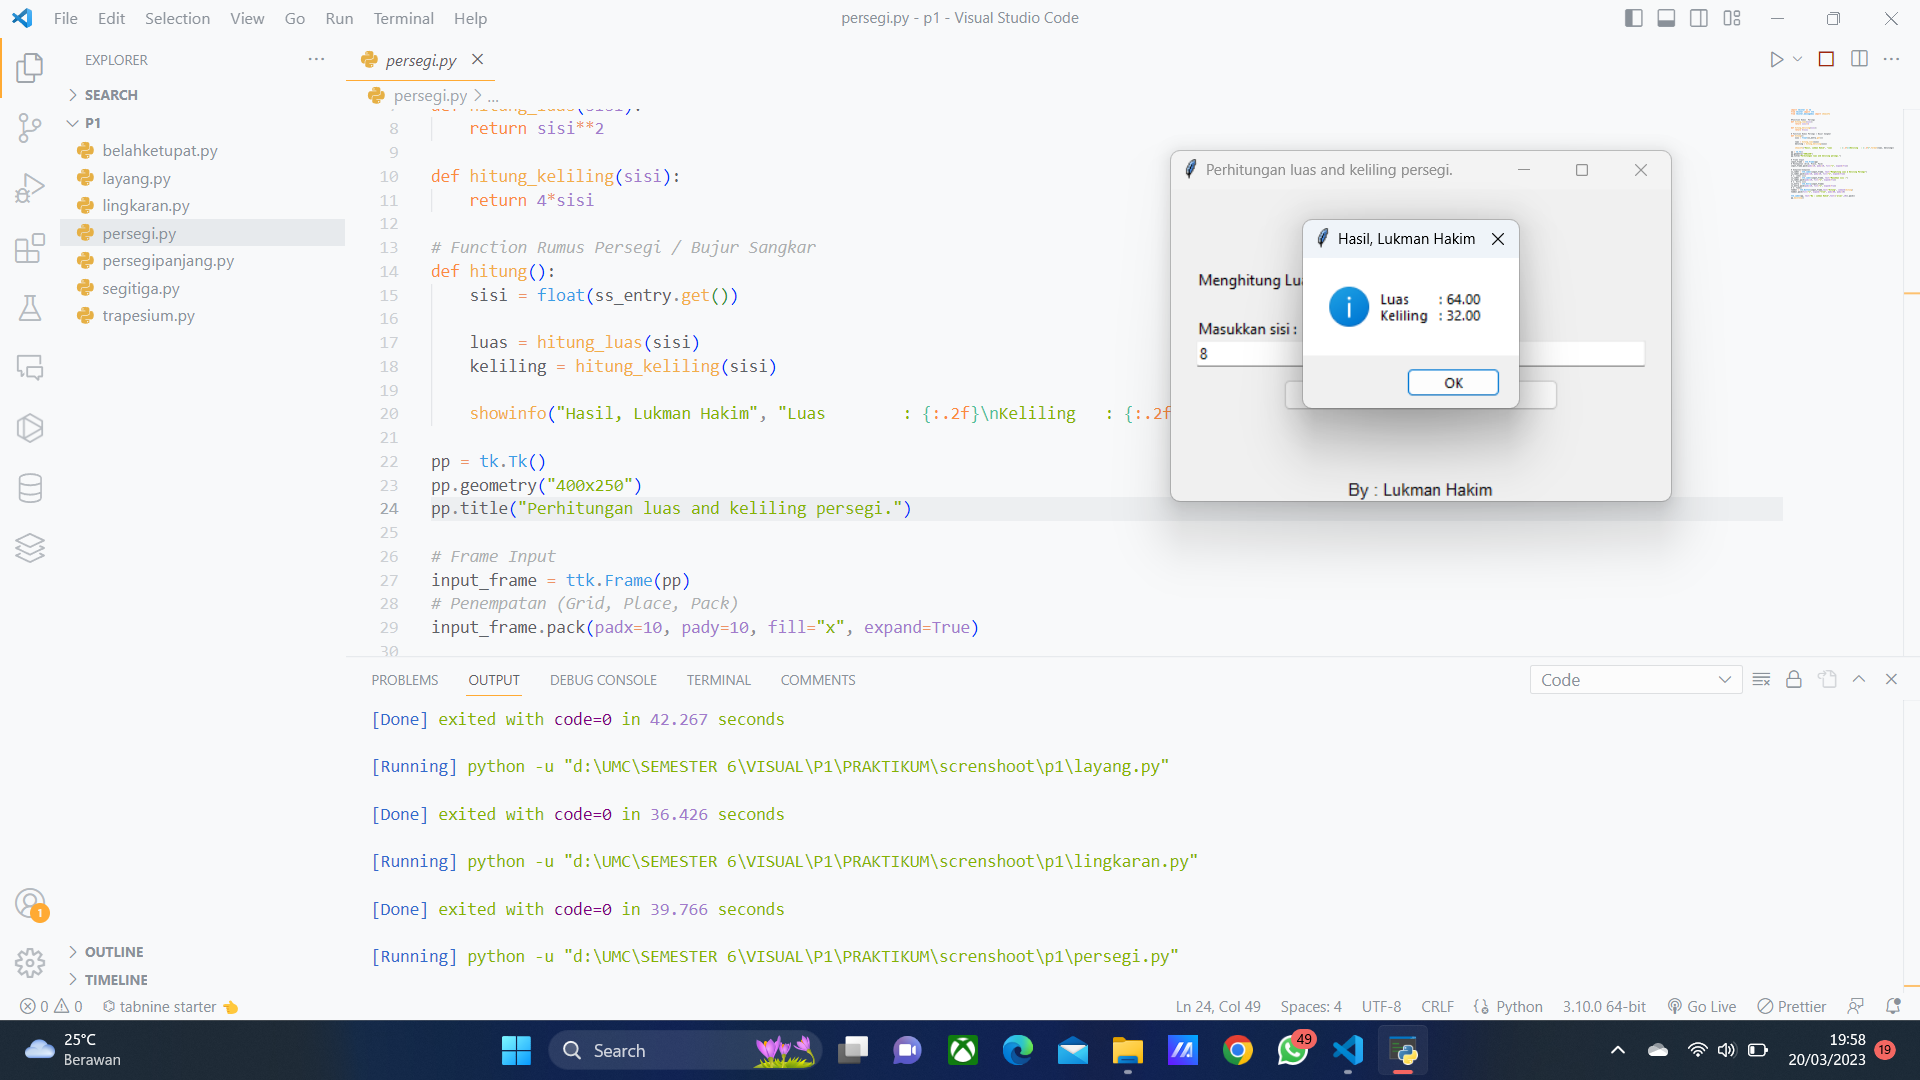 File Edit Selection View Go Run Terminal Help
persegi.py - p1 - Visual Studio Code
EXPLORER
SEARCH
P1
belahketupat.py
layang.py
lingkaran.py
persegi.py
persegipanjang.py
segitiga.py
trapesium.py
OUTLINE
TIMELINE
1
persegi.py
persegi.py > ...
8 return sisi**2
9
10 def hitung_keliling(sisi):
11 return 4*sisi
12
13 # Function Rumus Persegi / Bujur Sangkar
14 def hitung():
15 sisi = float(ss_entry.get())
16
17 luas = hitung_luas(sisi)
18 keliling = hitung_keliling(sisi)
19
20 showinfo("Hasil, Lukman Hakim", "Luas : {:.2f}\nKeliling : {:.2f
21
22 pp = tk.Tk()
23 pp.geometry("400x250")
24 pp.title("Perhitungan luas and keliling persegi.")
25
26 # Frame Input
27 input_frame = ttk.Frame(pp)
28 # Penempatan (Grid, Place, Pack)
29 input_frame.pack(padx=10, pady=10, fill="x", expand=True)
30
Perhitungan luas and keliling persegi.
Menghitung Lu
Masukkan sisi :
8
By : Lukman Hakim
Hasil, Lukman Hakim
Luas : 64.00
Keliling : 32.00
OK
PROBLEMS OUTPUT DEBUG CONSOLE TERMINAL COMMENTS
Code
[Done] exited with code=0 in 42.267 seconds
[Running] python -u "d:\UMC\SEMESTER 6\VISUAL\P1\PRAKTIKUM\screnshoot\p1\layang.py"
[Done] exited with code=0 in 36.426 seconds
[Running] python -u "d:\UMC\SEMESTER 6\VISUAL\P1\PRAKTIKUM\screnshoot\p1\lingkaran.py"
[Done] exited with code=0 in 39.766 seconds
[Running] python -u "d:\UMC\SEMESTER 6\VISUAL\P1\PRAKTIKUM\screnshoot\p1\persegi.py"
0 0 tabnine starter
Ln 24, Col 49 Spaces: 4 UTF-8 CRLF Python 3.10.0 64-bit Go Live Prettier
25°C
Berawan
Search
49
19:58
20/03/2023
19